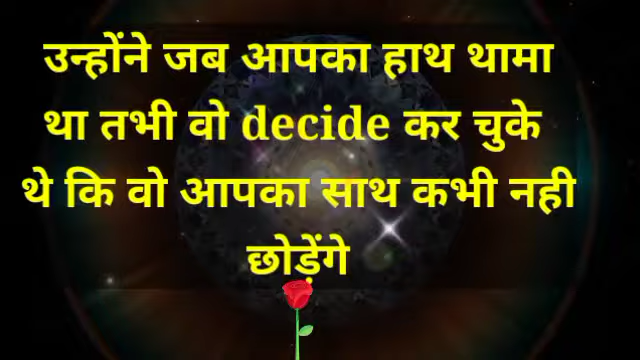 उन्होंने जब आपका हाथ थामा
था तभी वो decide कर चुके
थे कि वो आपका साथ कभी नही
छोड़ेंगे